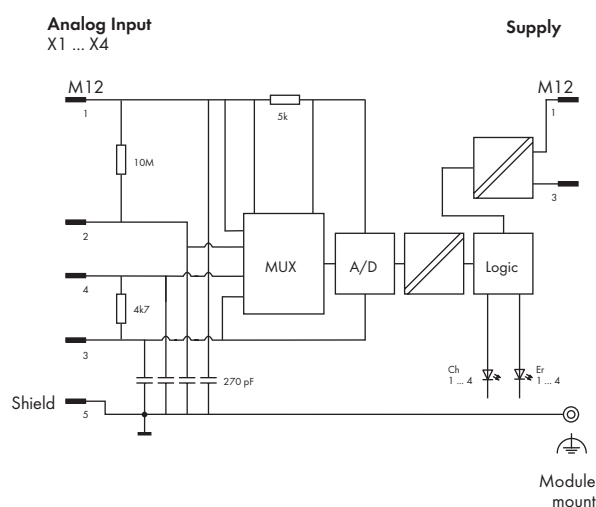 Analog Input
X1 ... X4
Supply
M12
M12
1
5k
1
10M
3
2
MUX
A/D
Logic
4
4k7
3
Ch
1 ... 4
Er
1 ... 4
270 pF
Shield
5
Module
mount